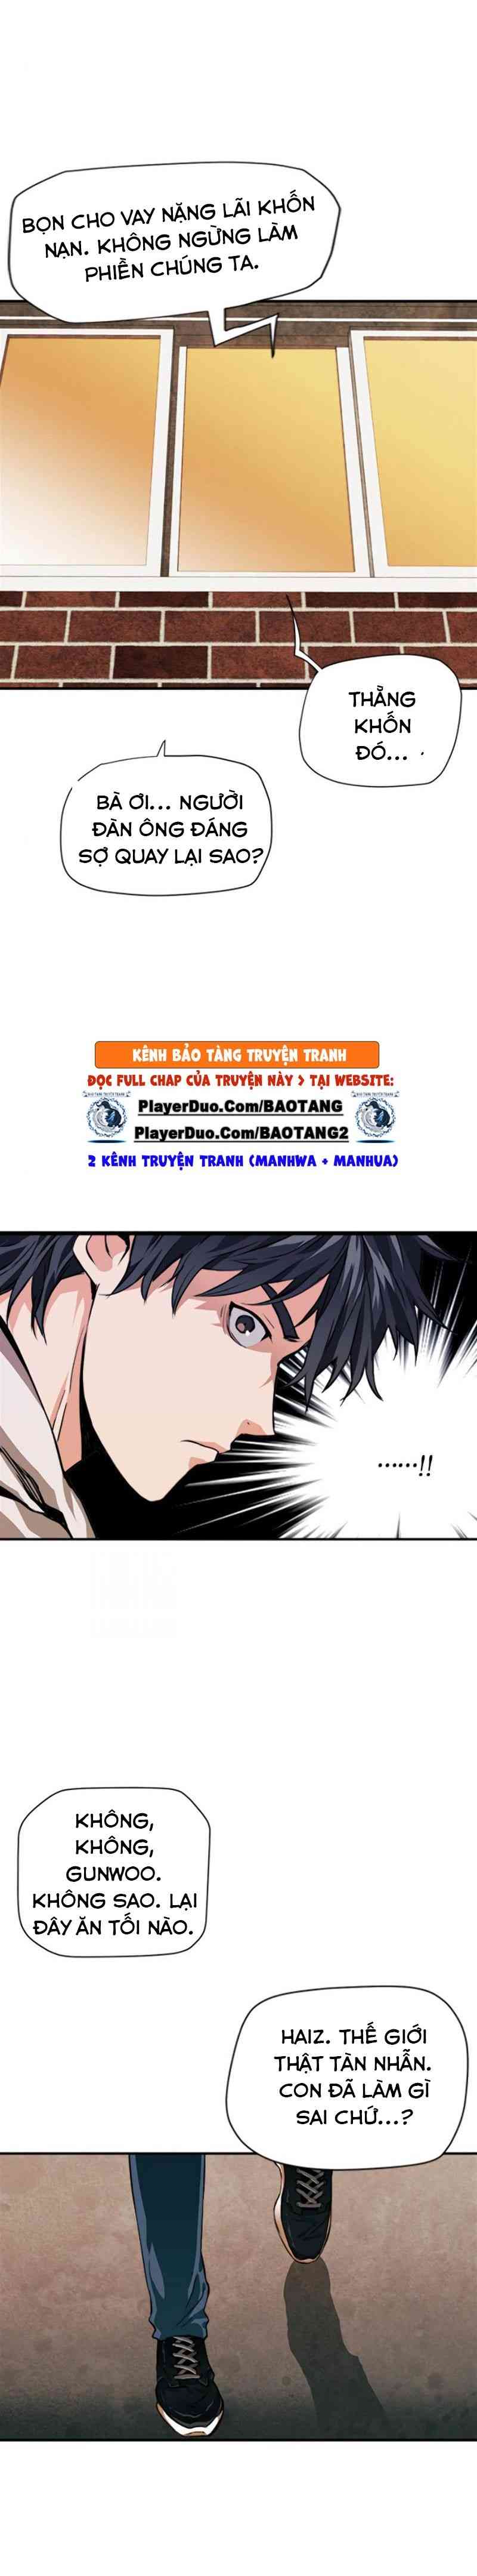 BỌN CHO VAY NẶNG LÃI KHỐN
NẠN. KHÔNG NGỪNG LÀM
PHIỀN CHÚNG TA.
THẰNG
KHỐN
ĐÓ...
BÀ ƠI... NGƯỜI
ĐÀN ÔNG ĐÁNG
SỢ QUAY LẠI SAO?
KÊNH BẢO TÀNG TRUYỆN TRANH
ĐỌC FULL CHAP CỦA TRUYỆN NÀY > TẠI WEBSITE:
PlayerDuo.Com/BAOTANG
PlayerDuo.Com/BAOTANG2
2 KÊNH TRUYỆN TRANH (MANHWA + MANHUA)
......!!
KHÔNG,
KHÔNG,
GUNWOO.
KHÔNG SAO. LẠI
ĐÂY ĂN TỐI NÀO.
HAIZ. THẾ GIỚI
THẬT TÀN NHẪN.
CON ĐÃ LÀM GÌ
SAI CHỨ...?